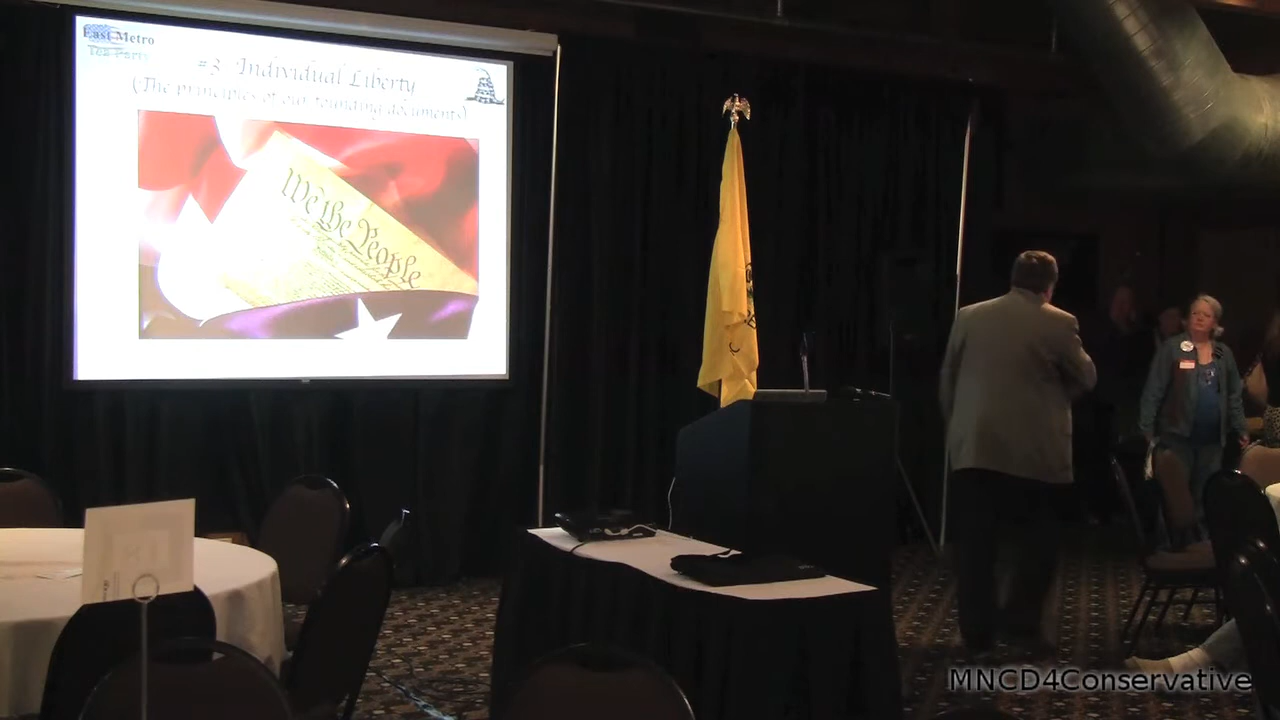 East Metro
Tea Party
#3 Individual Liberty
(The principles of our founding documents)
We the People
MNCD4Conservative